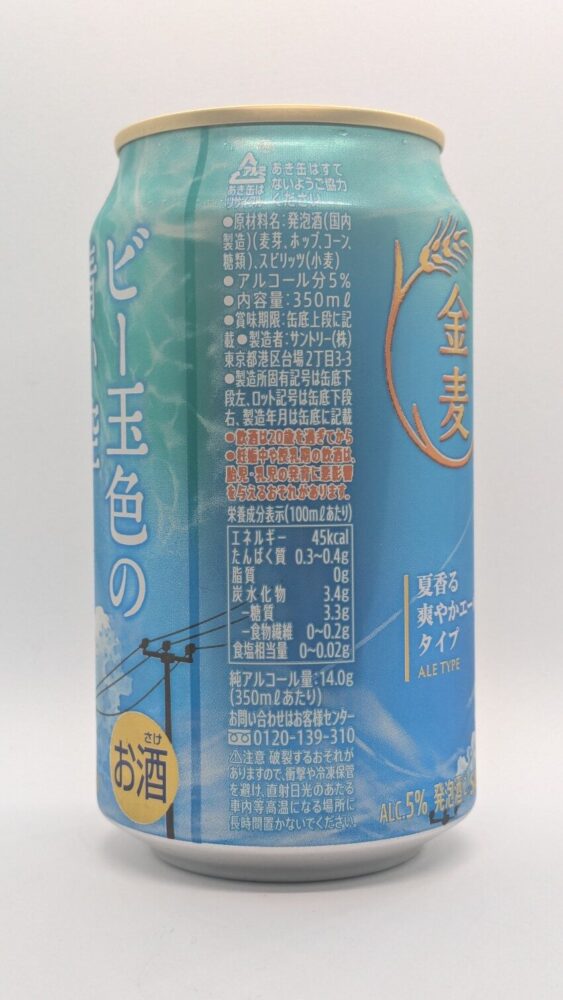 ビー玉色の
さけ
お酒
アルミ
あき缶は
リサイクル
あき缶はすて
ないようご協力
ください
●原材料名:発泡酒(国内
製造)(麦芽、ホップ、コーン、
糖類)、スピリッツ(小麦)
●アルコール分5%
●内容量:350mℓ
●賞味期限:缶底上段に記
載●製造者:サントリー(株)
東京都港区台場2丁目3-3
●製造所固有記号は缶底下
段左、ロット記号は缶底下段
右、製造年月は缶底に記載
●飲酒は20歳を過ぎてから
●妊娠中や授乳期の飲酒は、
胎児・乳児の発育に悪影響
を与えるおそれがあります。
栄養成分表示(100mℓあたり)
エネルギー 45kcal
たんぱく質 0.3~0.4g
脂質 0g
炭水化物 3.4g
-糖質 3.3g
-食物繊維 0~0.2g
食塩相当量 0~0.02g
純アルコール量:14.0g
(350mℓあたり)
お問い合わせはお客様センター
0120-139-310
⚠注意 破裂するおそれが
ありますので、衝撃や冷凍保管
を避け、直射日光のあたる
車内等高温になる場所に
長時間置かないでください。
金麦
夏香る
爽やかエール
タイプ
ALE TYPE
ALC.5% 発泡酒